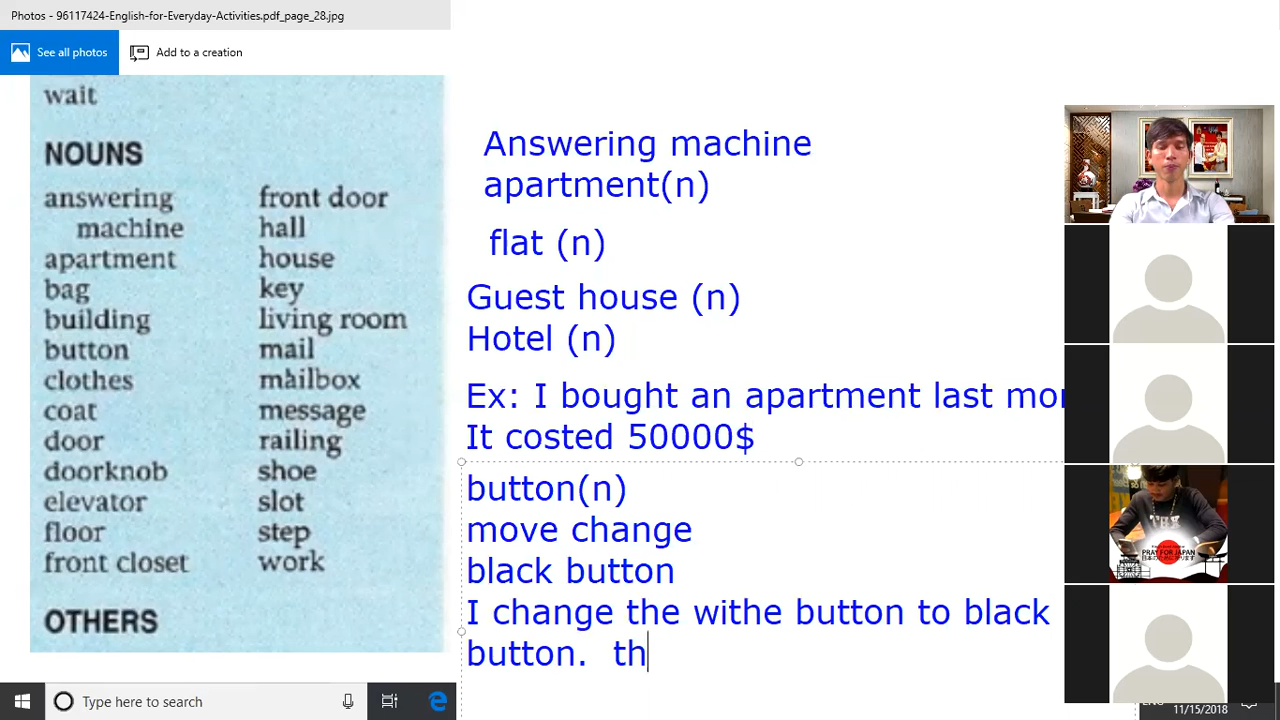 Photos - 96117424-English-for-Everyday-Activities.pdf_page_28.jpg
See all photos
Add to a creation
wait
NOUNS
answering machine
apartment
bag
building
button
clothes
coat
door
doorknob
elevator
floor
front closet
front door
hall
house
key
living room
mail
mailbox
message
railing
shoe
slot
step
work
OTHERS
Answering machine
apartment(n)
flat (n)
Guest house (n)
Hotel (n)
Ex: I bought an apartment last
It costed 50000$
button(n)
move change
black button
I change the withe button to black
button. th
PRAY FOR JAPAN
Type here to search
11/15/2018